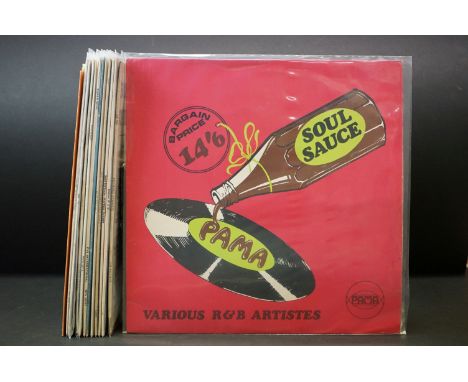 BARGAIN
PRICE
14'6
SOUL
SAUCE
PAMA
VARIOUS R&B ARTISTES
PAMA